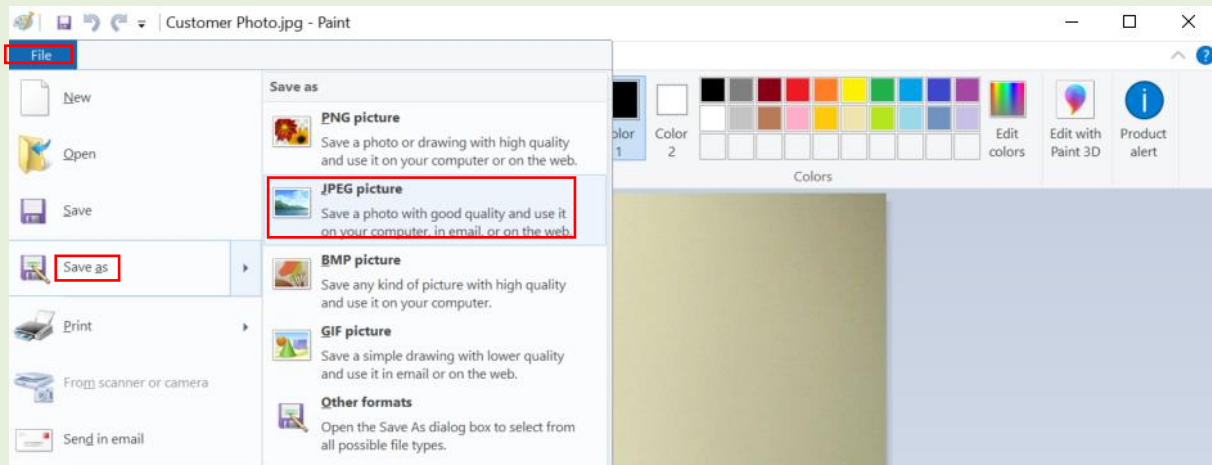 Customer Photo.jpg - Paint
File
New
Open
Save
Save as
Print
From scanner or camera
Send in email
Save as
PNG picture
Save a photo or drawing with high quality
and use it on your computer or on the web.
JPEG picture
Save a photo with good quality and use it
on your computer, in email, or on the web.
BMP picture
Save any kind of picture with high quality
and use it on your computer.
GIF picture
Save a simple drawing with lower quality
and use it in email or on the web.
Other formats
Open the Save As dialog box to select from
all possible file types.
olor
1
Color
2
Edit
colors
Edit with
Paint 3D
Product
alert
Colors